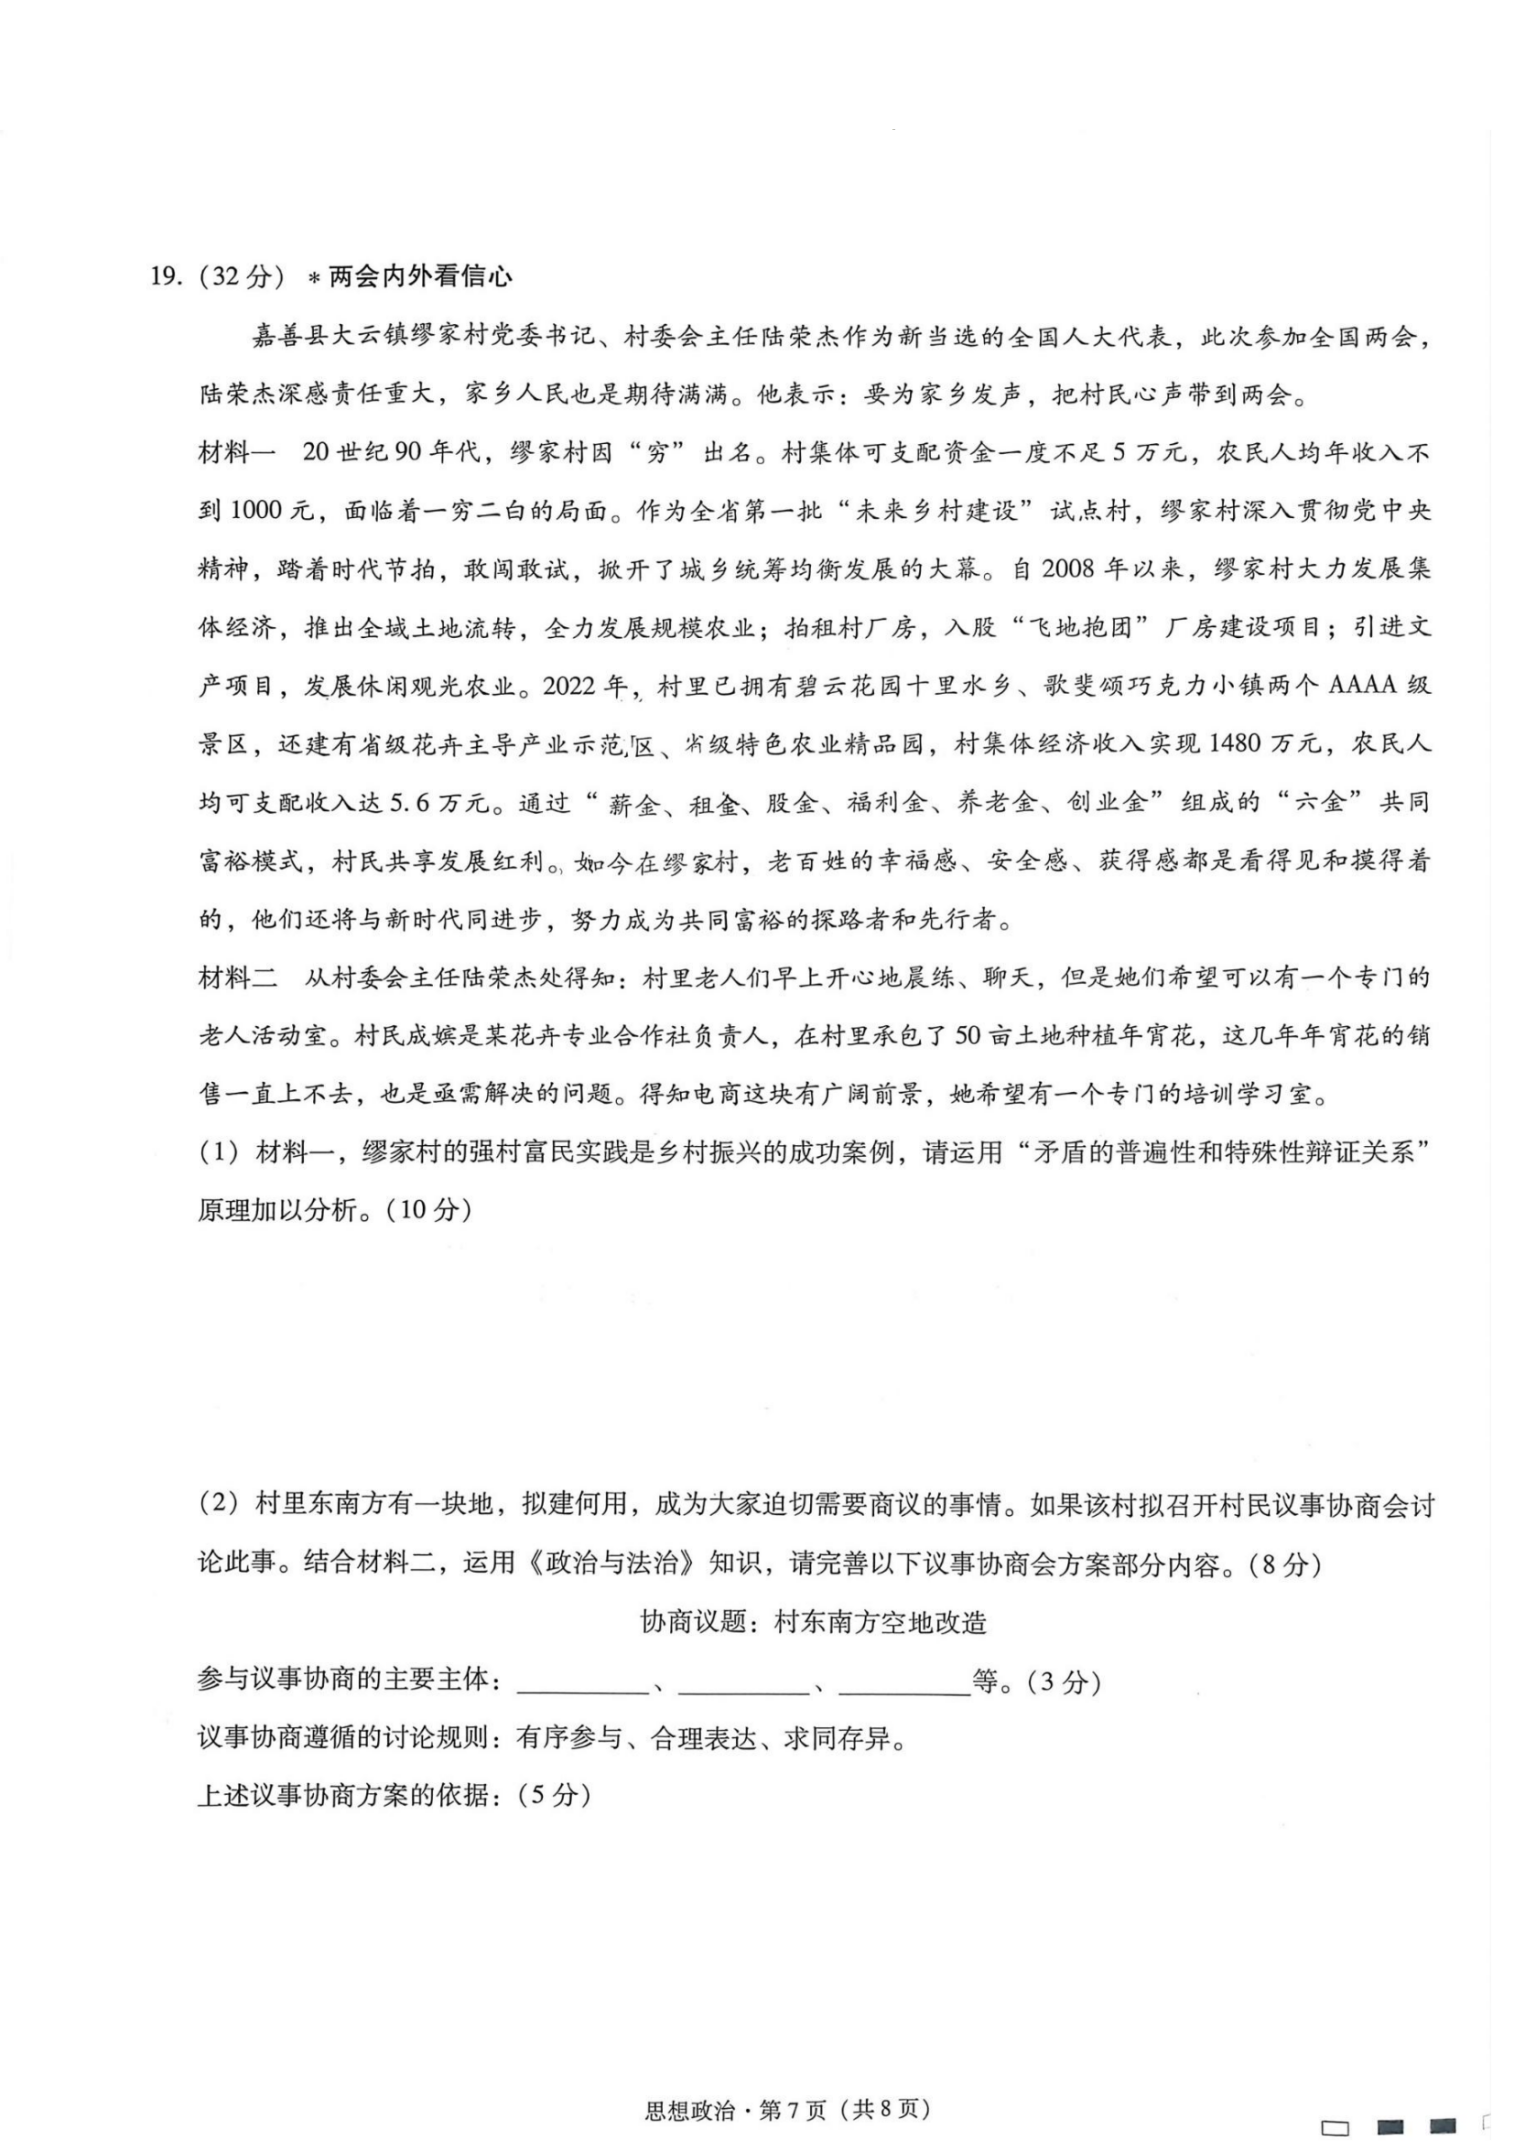 19.（32 分）＊两会内外看信心
嘉善县大云镇缪家村党委书记、村委会主任陆荣杰作为新当选的全国人大代表，此次参加全国两会，
陆荣杰深感责任重大，家乡人民也是期待满满。他表示：要为家乡发声，把村民心声带到两会。
材料一 20 世纪 90 年代，缪家村因“穷”出名。村集体可支配资金一度不足 5 万元，农民人均年收入不
到 1000 元，面临着一穷二白的局面。作为全省第一批“未来乡村建设”试点村，缪家村深入贯彻党中央
精神，踏着时代节拍，敢闯敢试，掀开了城乡统筹均衡发展的大幕。自 2008 年以来，缪家村大力发展集
体经济，推出全域土地流转，全力发展规模农业；拍租村厂房，入股“飞地抱团”厂房建设项目；引进文
产项目，发展休闲观光农业。2022 年，村里已拥有碧云花园十里水乡、歌斐颂巧克力小镇两个 AAAA 级
景区，还建有省级花卉主导产业示范区、省级特色农业精品园，村集体经济收入实现 1480 万元，农民人
均可支配收入达 5.6 万元。通过“薪金、租金、股金、福利金、养老金、创业金”组成的“六金”共同
富裕模式，村民共享发展红利。如今在缪家村，老百姓的幸福感、安全感、获得感都是看得见和摸得着
的，他们还将与新时代同进步，努力成为共同富裕的探路者和先行者。
材料二 从村委会主任陆荣杰处得知：村里老人们早上开心地晨练、聊天，但是她们希望可以有一个专门的
老人活动室。村民成嫔是某花卉专业合作社负责人，在村里承包了 50 亩土地种植年宵花，这几年年宵花的销
售一直上不去，也是亟需解决的问题。得知电商这块有广阔前景，她希望有一个专门的培训学习室。
（1）材料一，缪家村的强村富民实践是乡村振兴的成功案例，请运用“矛盾的普遍性和特殊性辩证关系”
原理加以分析。（10 分）
（2）村里东南方有一块地，拟建何用，成为大家迫切需要商议的事情。如果该村拟召开村民议事协商会讨
论此事。结合材料二，运用《政治与法治》知识，请完善以下议事协商会方案部分内容。（8 分）
协商议题：村东南方空地改造
参与议事协商的主要主体：__________、__________、__________等。（3 分）
议事协商遵循的讨论规则：有序参与、合理表达、求同存异。
上述议事协商方案的依据：（5 分）
思想政治·第 7 页（共 8 页）